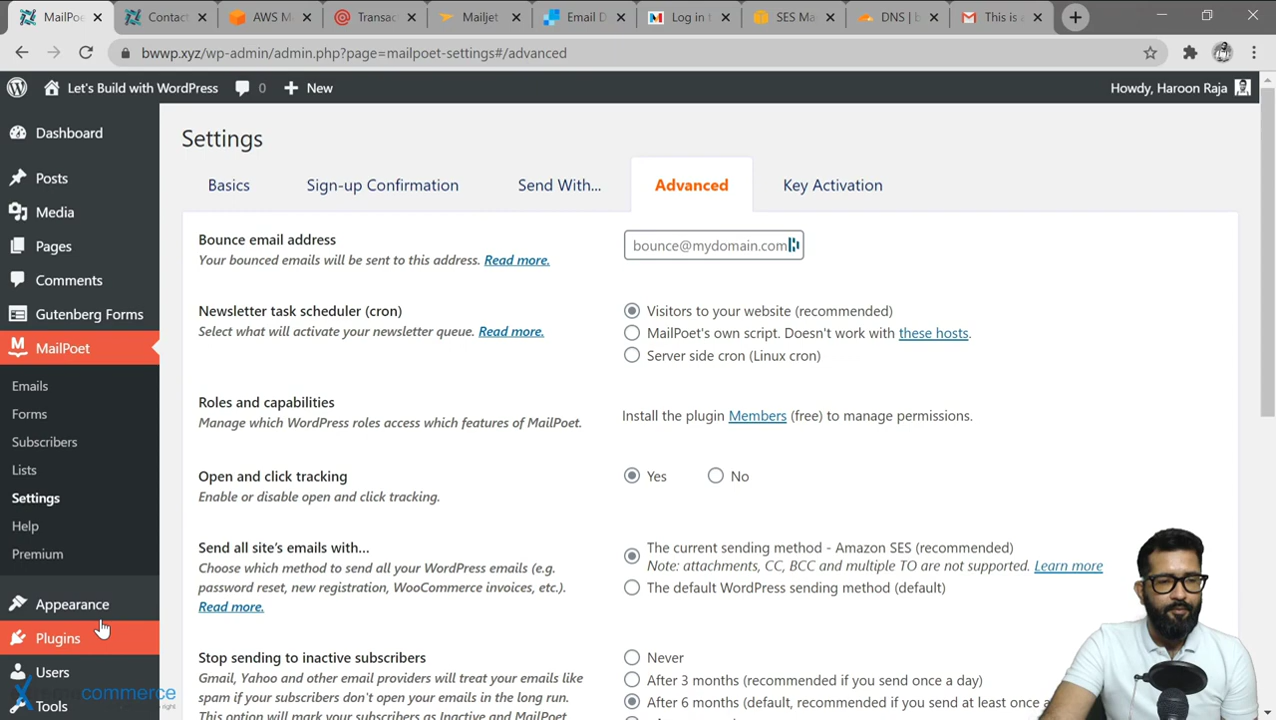 MailPoe
Contact
AWS M
Transac
Mailjet
Email D
Log in t
SES Ma
DNS | b
This is e
bwwp.xyz/wp-admin/admin.php?page=mailpoet-settings#/advanced
Let's Build with WordPress
0
New
Howdy, Haroon Raja
Dashboard
Posts
Media
Pages
Comments
Gutenberg Forms
MailPoet
Emails
Forms
Subscribers
Lists
Settings
Help
Premium
Appearance
Plugins
Users
Tools
Settings
Basics
Sign-up Confirmation
Send With...
Advanced
Key Activation
Bounce email address
Your bounced emails will be sent to this address. Read more.
bounce@mydomain.com
Newsletter task scheduler (cron)
Select what will activate your newsletter queue. Read more.
Visitors to your website (recommended)
MailPoet's own script. Doesn't work with these hosts.
Server side cron (Linux cron)
Roles and capabilities
Manage which WordPress roles access which features of MailPoet.
Install the plugin Members (free) to manage permissions.
Open and click tracking
Enable or disable open and click tracking.
Yes
No
Send all site's emails with...
Choose which method to send all your WordPress emails (e.g.
password reset, new registration, WooCommerce invoices, etc.).
Read more.
The current sending method - Amazon SES (recommended)
Note: attachments, CC, BCC and multiple TO are not supported. Learn more
The default WordPress sending method (default)
Stop sending to inactive subscribers
Gmail, Yahoo and other email providers will treat your emails like
spam if your subscribers don't open your emails in the long run.
This option will mark your subscribers as Inactive and MailPoet
Never
After 3 months (recommended if you send once a day)
After 6 months (default, recommended if you send at least once a